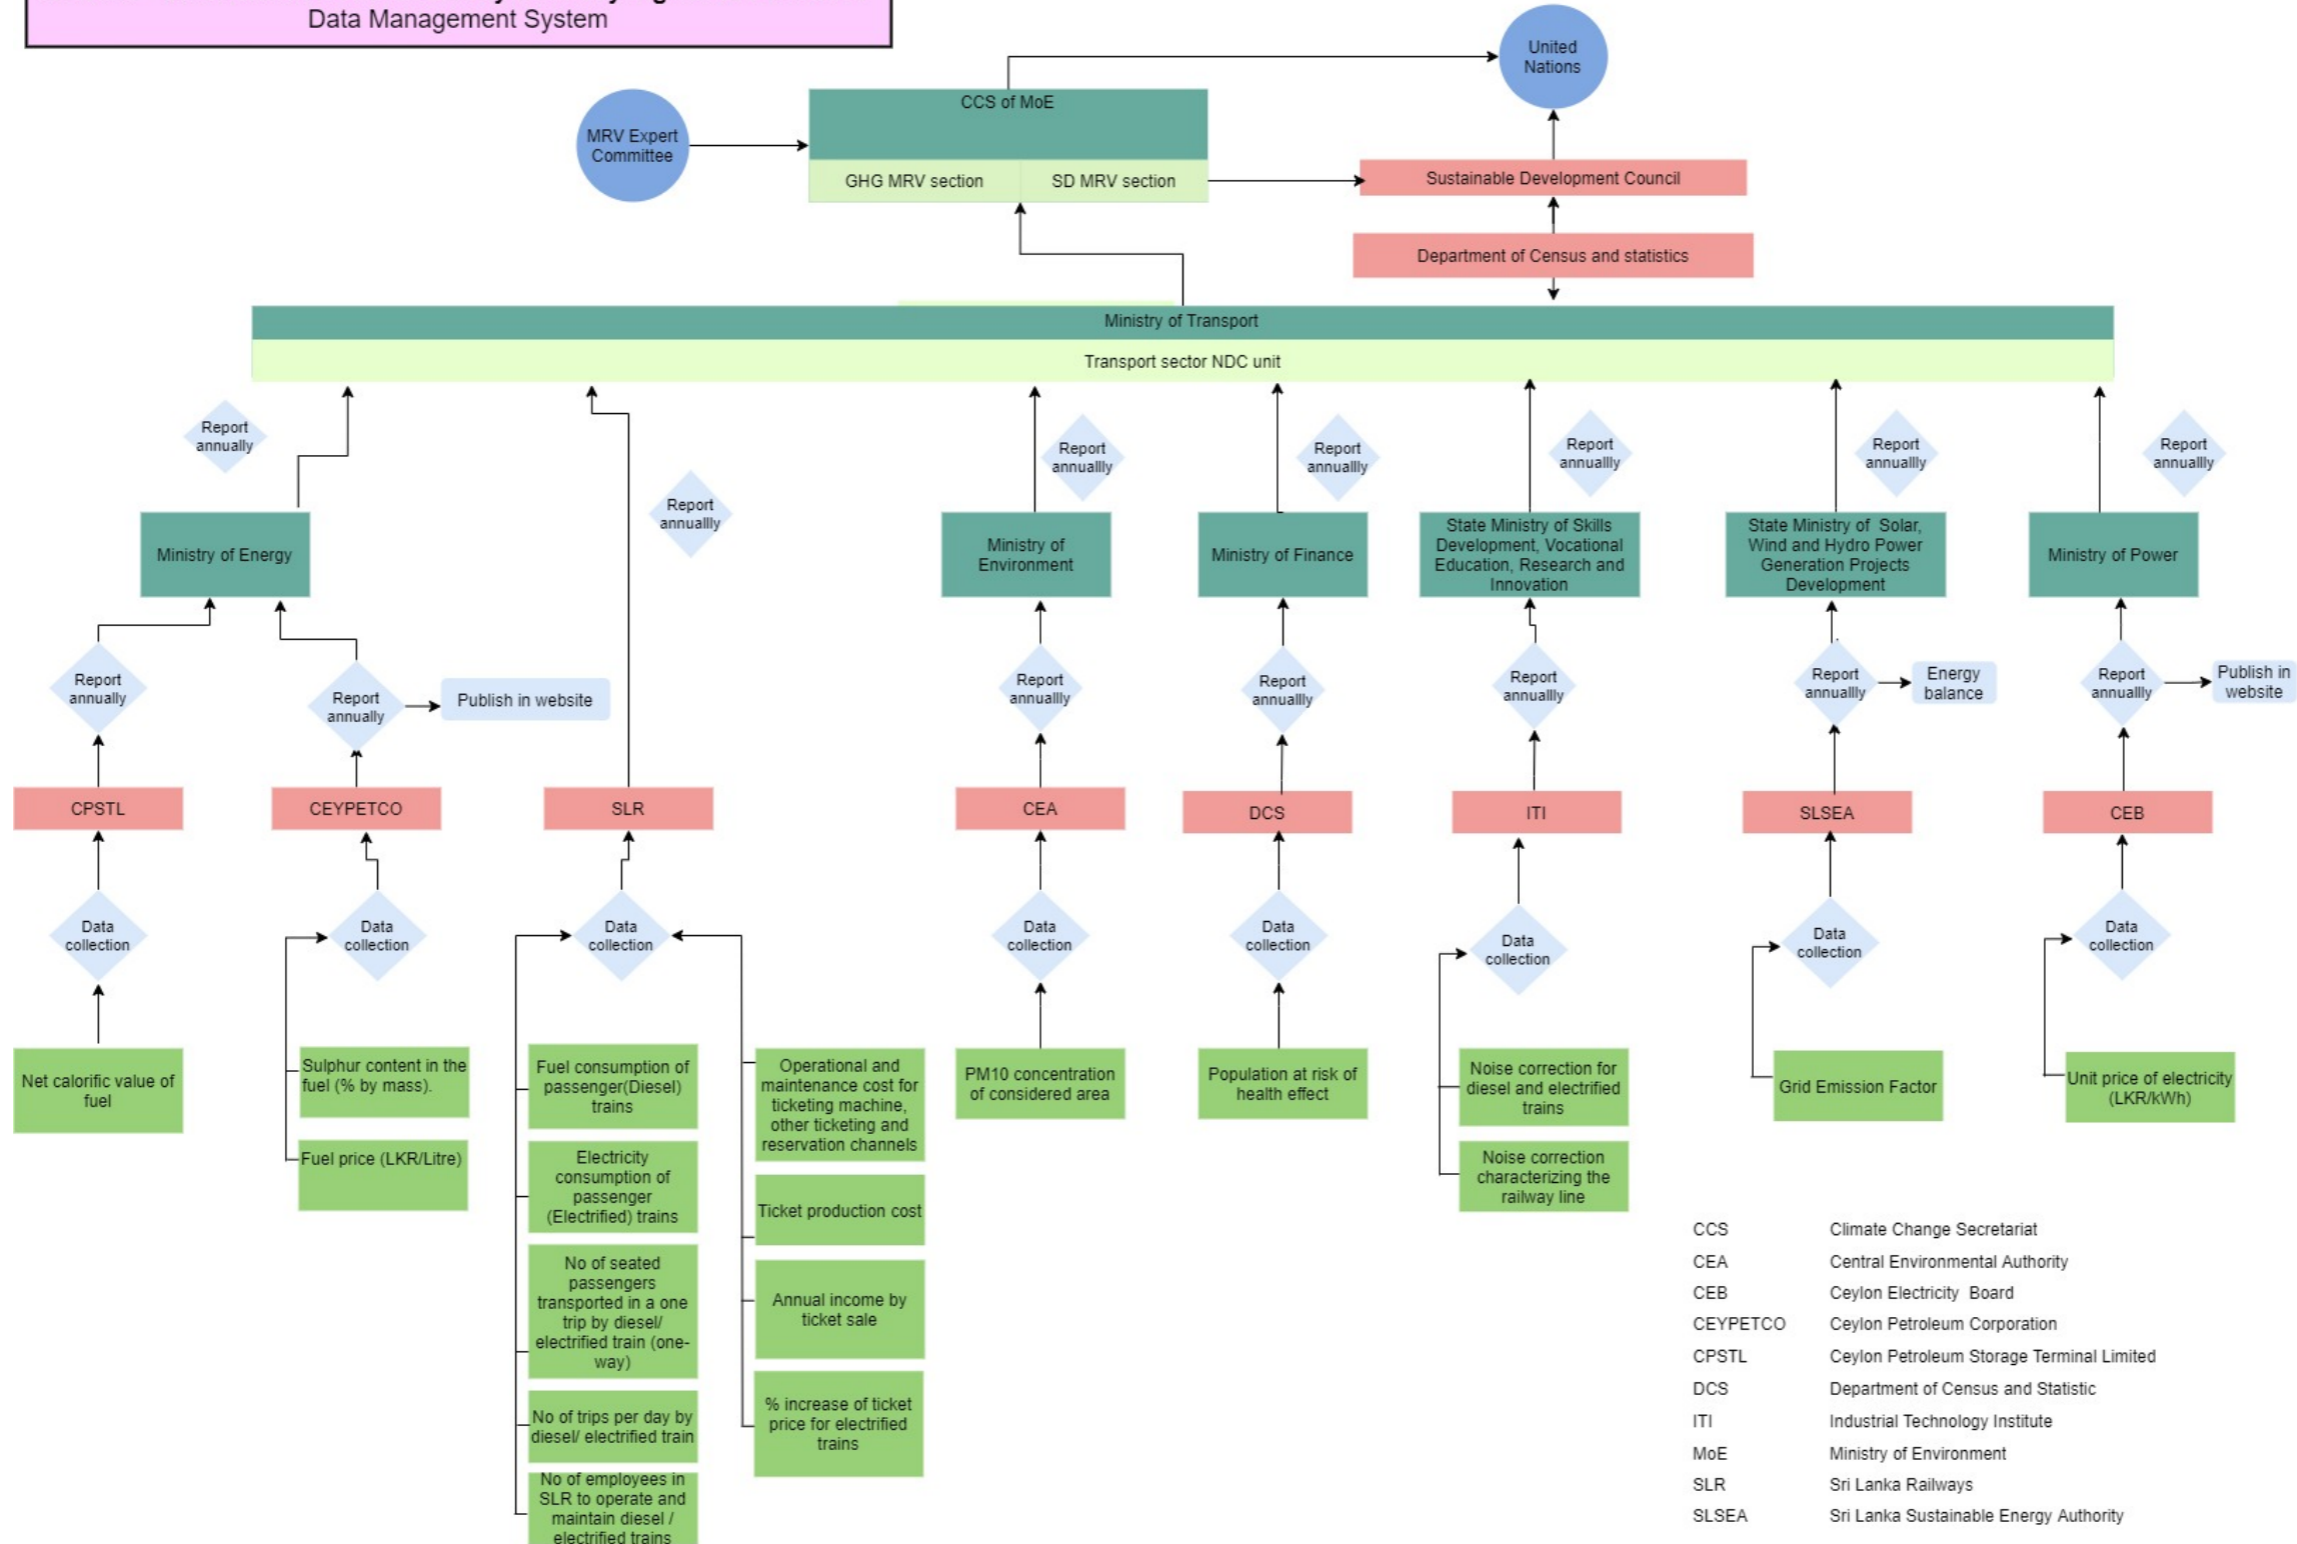 Data Management System
United
Nations
CCS of MoE
MRV Expert
Committee
GHG MRV section
SD MRV section
Sustainable Development Council
Department of Census and statistics
Ministry of Transport
Transport sector NDC unit
Report
annually
Report
annuallly
Report
annuallly
Report
annuallly
Report
annuallly
Report
annuallly
Report
annuallly
Ministry of Energy
Ministry of
Environment
Ministry of Finance
State Ministry of Skills
Development, Vocational
Education, Research and
Innovation
State Ministry of Solar,
Wind and Hydro Power
Generation Projects
Development
Ministry of Power
Report
annually
Report
annually
Publish in website
Report
annuallly
Report
annuallly
Report
annuallly
Report
annuallly
Energy
balance
Report
annuallly
Publish in
website
CPSTL
CEYPETCO
SLR
CEA
DCS
ITI
SLSEA
CEB
Data
collection
Data
collection
Data
collection
Data
collection
Data
collection
Data
collection
Data
collection
Data
collection
Net calorific value of
fuel
Sulphur content in the
fuel (% by mass).
Fuel price (LKR/Litre)
Fuel consumption of
passenger(Diesel)
trains
Electricity
consumption of
passenger
(Electrified) trains
No of seated
passengers
transported in a one
trip by diesel/
electrified train (one-
way)
No of trips per day by
diesel/ electrified train
No of employees in
SLR to operate and
maintain diesel /
electrified trains
Operational and
maintenance cost for
ticketing machine,
other ticketing and
reservation channels
Ticket production cost
Annual income by
ticket sale
% increase of ticket
price for electrified
trains
PM10 concentration
of considered area
Population at risk of
health effect
Noise correction for
diesel and electrified
trains
Noise correction
characterizing the
railway line
Grid Emission Factor
Unit price of electricity
(LKR/kWh)
CCS Climate Change Secretariat
CEA Central Environmental Authority
CEB Ceylon Electricity Board
CEYPETCO Ceylon Petroleum Corporation
CPSTL Ceylon Petroleum Storage Terminal Limited
DCS Department of Census and Statistic
ITI Industrial Technology Institute
MoE Ministry of Environment
SLR Sri Lanka Railways
SLSEA Sri Lanka Sustainable Energy Authority